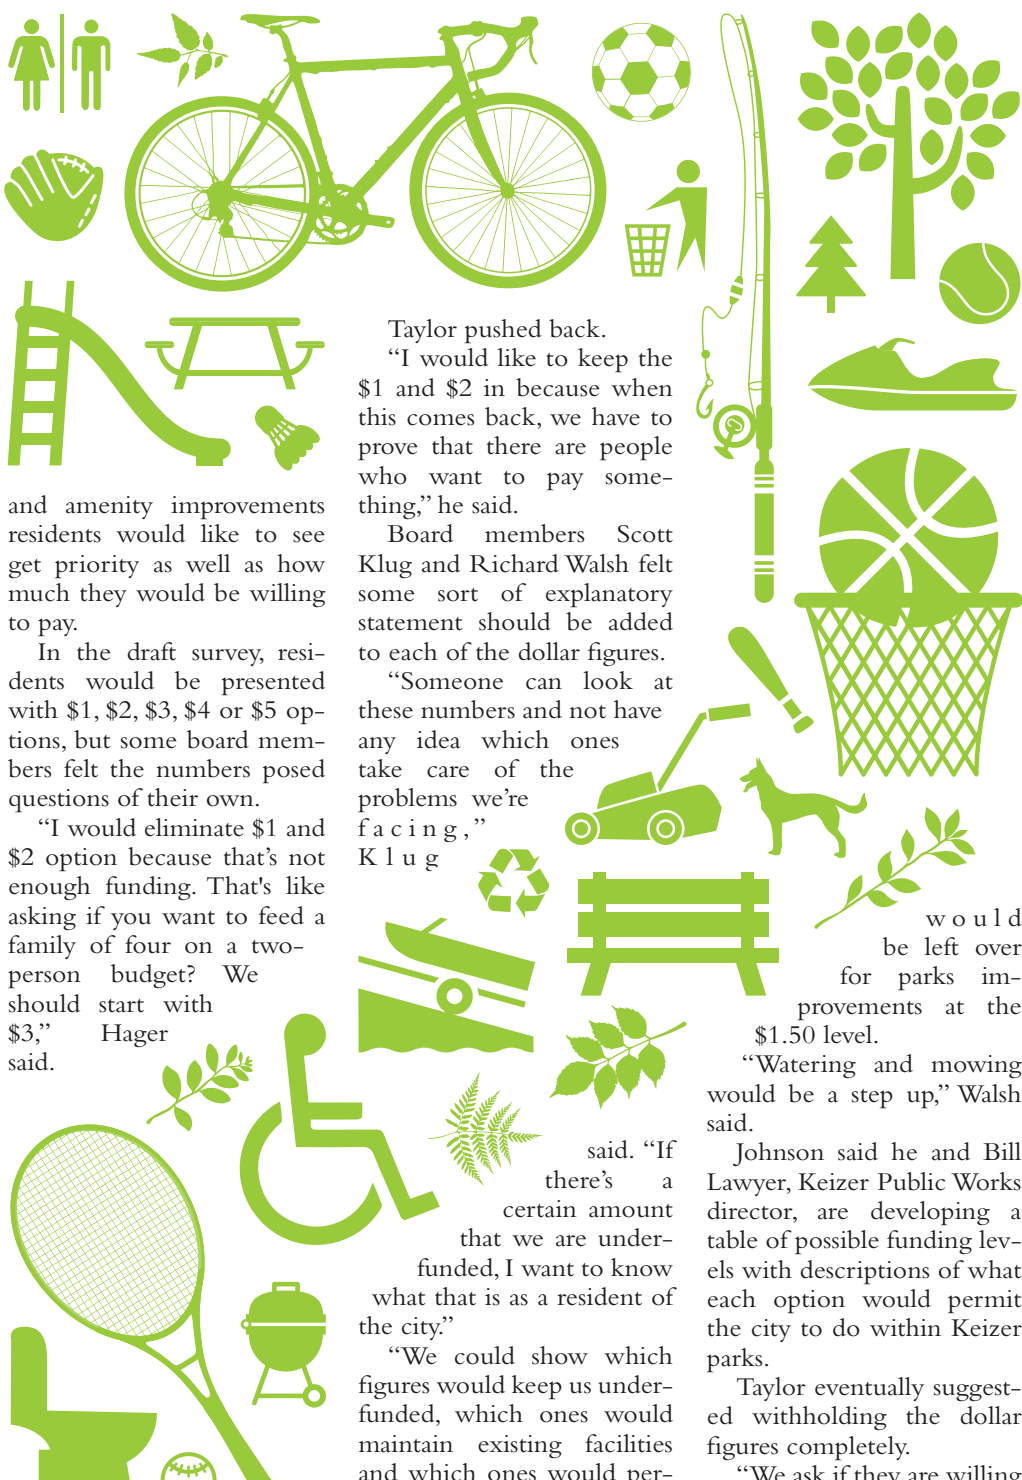 and amenity improvements
residents would like to see
get priority as well as how
much they would be willing
to pay.
In the draft survey, resi-
dents would be presented
with $1, $2, $3, $4 or $5 op-
tions, but some board mem-
bers felt the numbers posed
questions of their own.
“I would eliminate $1 and
$2 option because that’s not
enough funding. That's like
asking if you want to feed a
family of four on a two-
person budget? We
should start with
$3,” Hager
said.
Taylor pushed back.
“I would like to keep the
$1 and $2 in because when
this comes back, we have to
prove that there are people
who want to pay some-
thing,” he said.
Board members Scott
Klug and Richard Walsh felt
some sort of explanatory
statement should be added
to each of the dollar figures.
“Someone can look at
these numbers and not have
any idea which ones
take care of the
problems we’re
facing,”
Klug
said. “If
there’s a
certain amount
that we are under-
funded, I want to know
what that is as a resident of
the city.”
“We could show which
figures would keep us under-
funded, which ones would
maintain existing facilities
and which ones would per-
would
be left over
for parks im-
provements at the
$1.50 level.
“Watering and mowing
would be a step up,” Walsh
said.
Johnson said he and Bill
Lawyer, Keizer Public Works
director, are developing a
table of possible funding lev-
els with descriptions of what
each option would permit
the city to do within Keizer
parks.
Taylor eventually suggest-
ed withholding the dollar
figures completely.
“We ask if they are willing